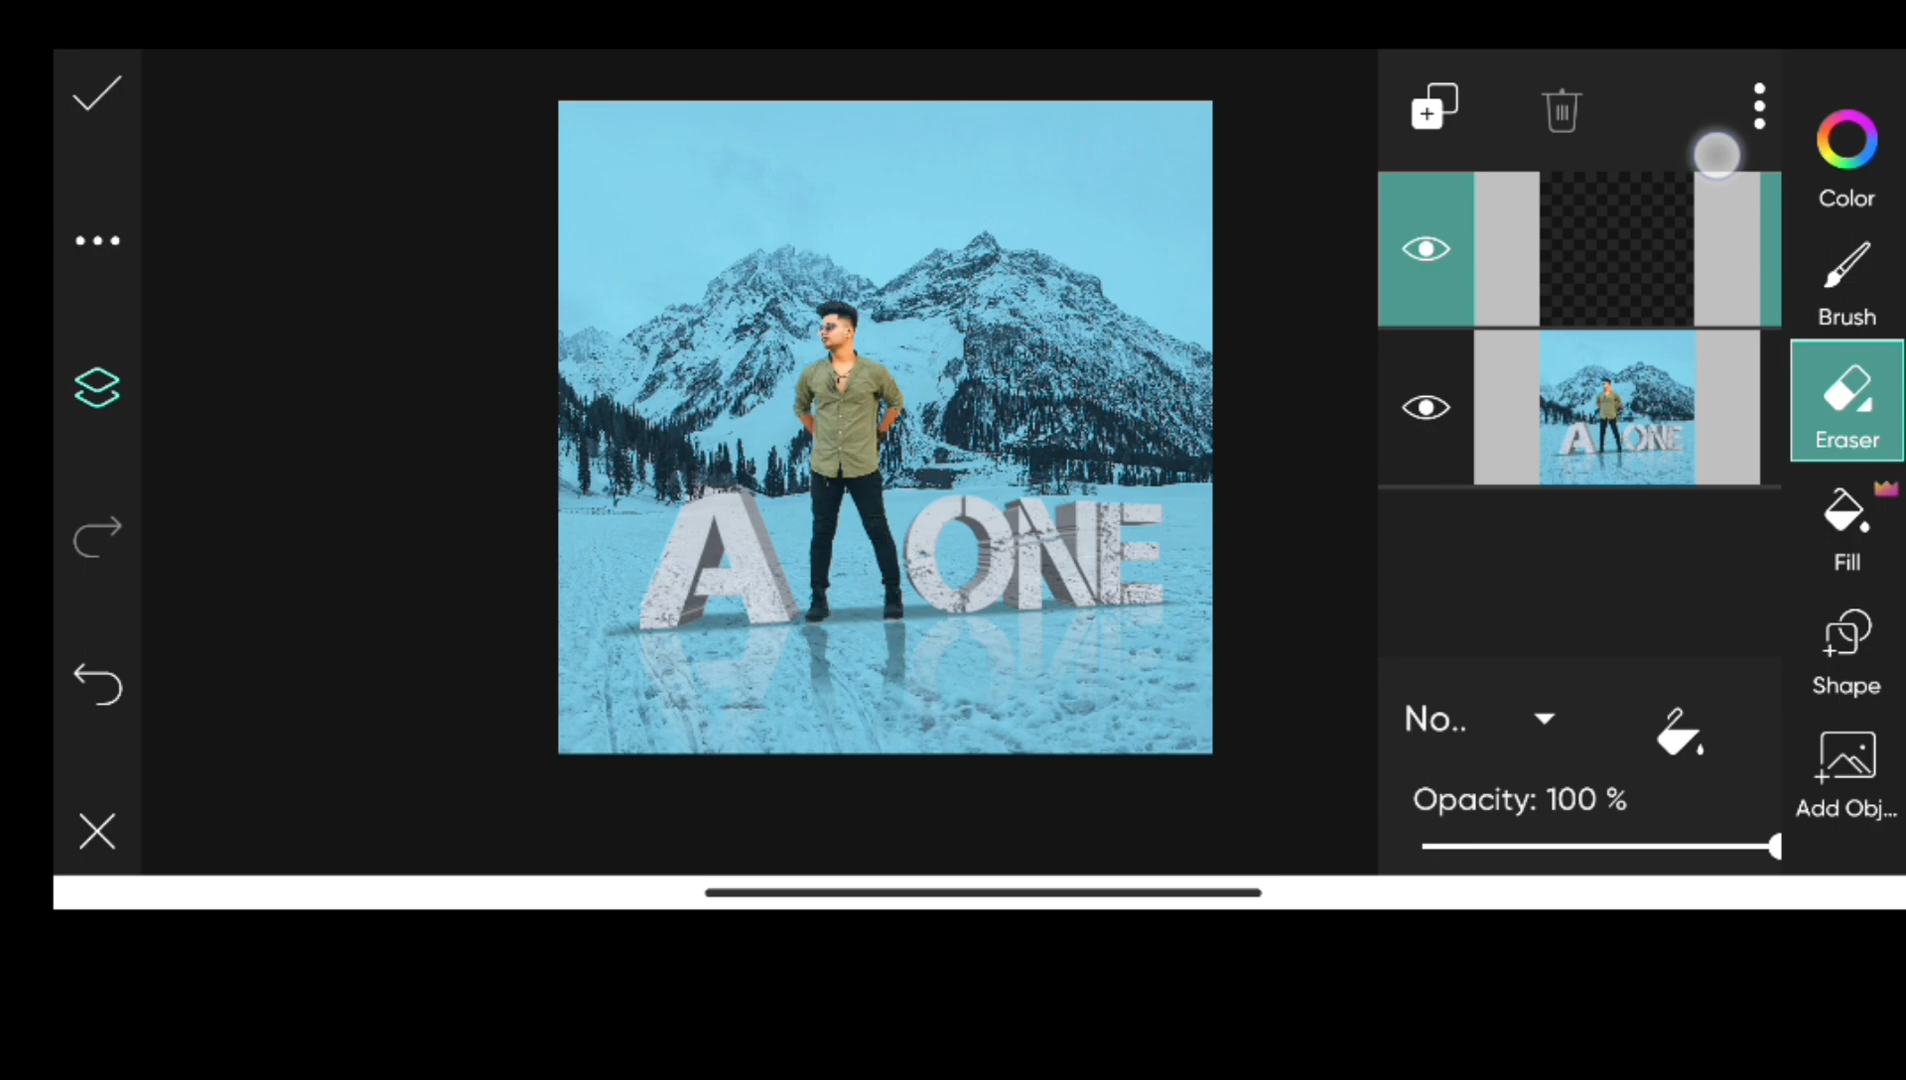 A ONE
Color
Brush
Eraser
Fill
Shape
Add Obj...
No..
Opacity: 100 %